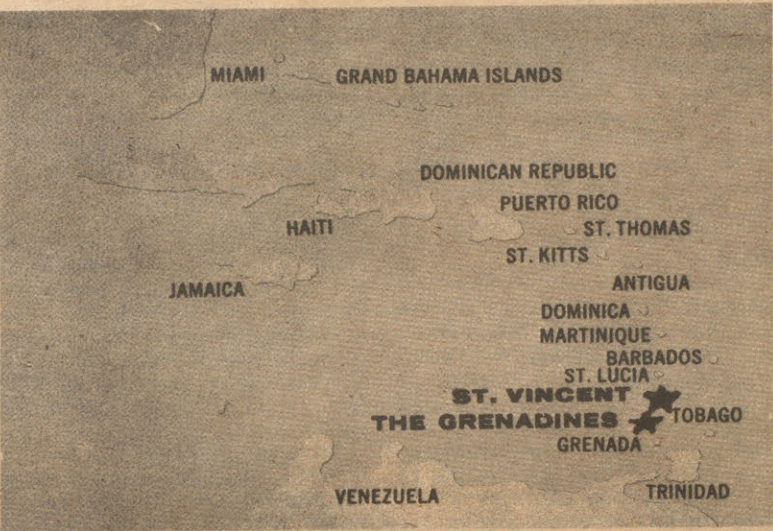 MIAMI
GRAND BAHAMA ISLANDS
DOMINICAN REPUBLIC
PUERTO RICO
HAITI
ST. THOMAS
ST. KITTS
JAMAICA
ANTIGUA
DOMINICA
MARTINIQUE
BARBADOS
ST. LUCIA
ST. VINCENT
THE GRENADINES
TOBAGO
GRENADA
VENEZUELA
TRINIDAD